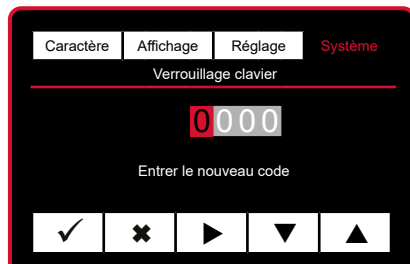 Caractère Affichage Réglage Système
Verrouillage clavier
0000
Entrer le nouveau code